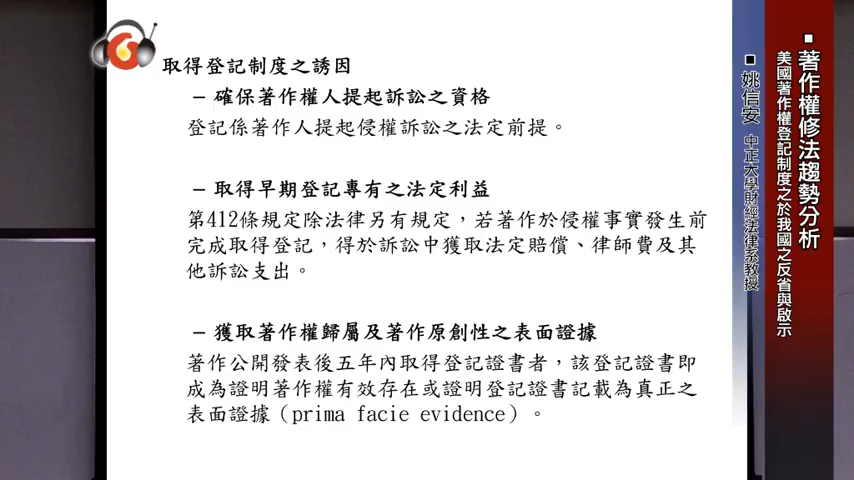 取得登記制度之誘因
– 確保著作權人提起訴訟之資格
登記係著作人提起侵權訴訟之法定前提。
– 取得早期登記專有之法定利益
第412條規定除法律另有規定，若著作於侵權事實發生前
完成取得登記，得於訴訟中獲取法定賠償、律師費及其
他訴訟支出。
– 獲取著作權歸屬及著作原創性之表面證據
著作公開發表後五年內取得登記證書者，該登記證書即
成為證明著作權有效存在或證明登記證書記載為真正之
表面證據（prima facie evidence）。
■ 著作權修法趨勢分析
美國著作權登記制度之於我國之反省與啟示
■ 姚信安 中正大學財經法律系教授